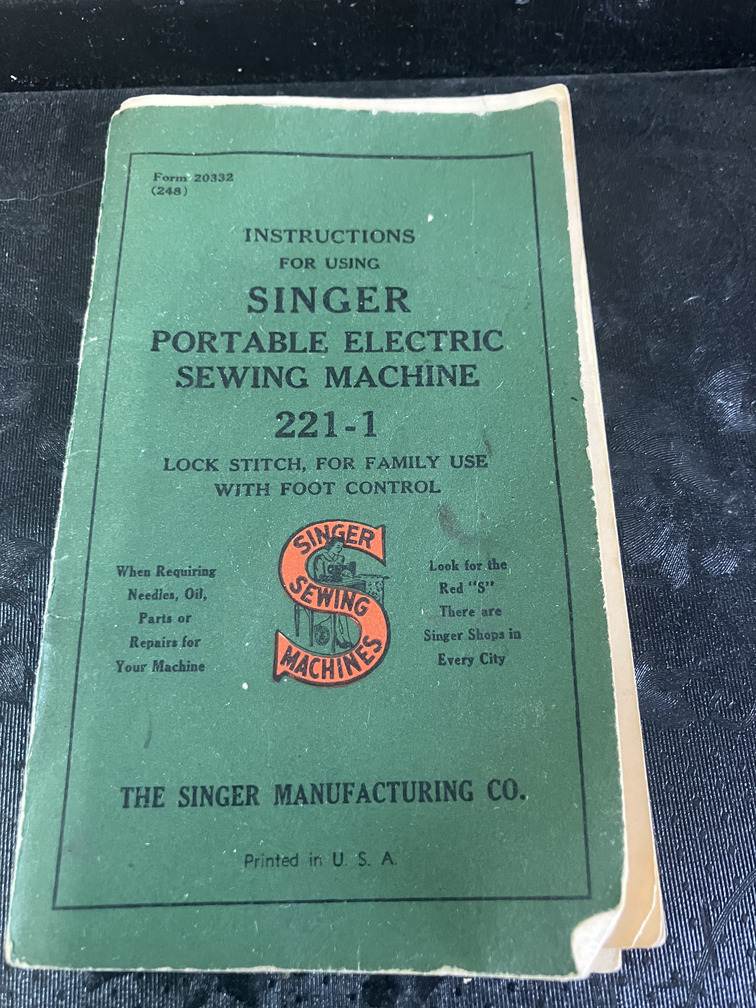 Form 20332
(248)
INSTRUCTIONS
FOR USING
SINGER
PORTABLE ELECTRIC
SEWING MACHINE
221-1
LOCK STITCH, FOR FAMILY USE
WITH FOOT CONTROL
When Requiring
Needles, Oil,
Parts or
Repairs for
Your Machine
SINGER
SEWING
MACHINES
Look for the
Red "S"
There are
Singer Shops in
Every City
THE SINGER MANUFACTURING CO.
Printed in U. S. A.